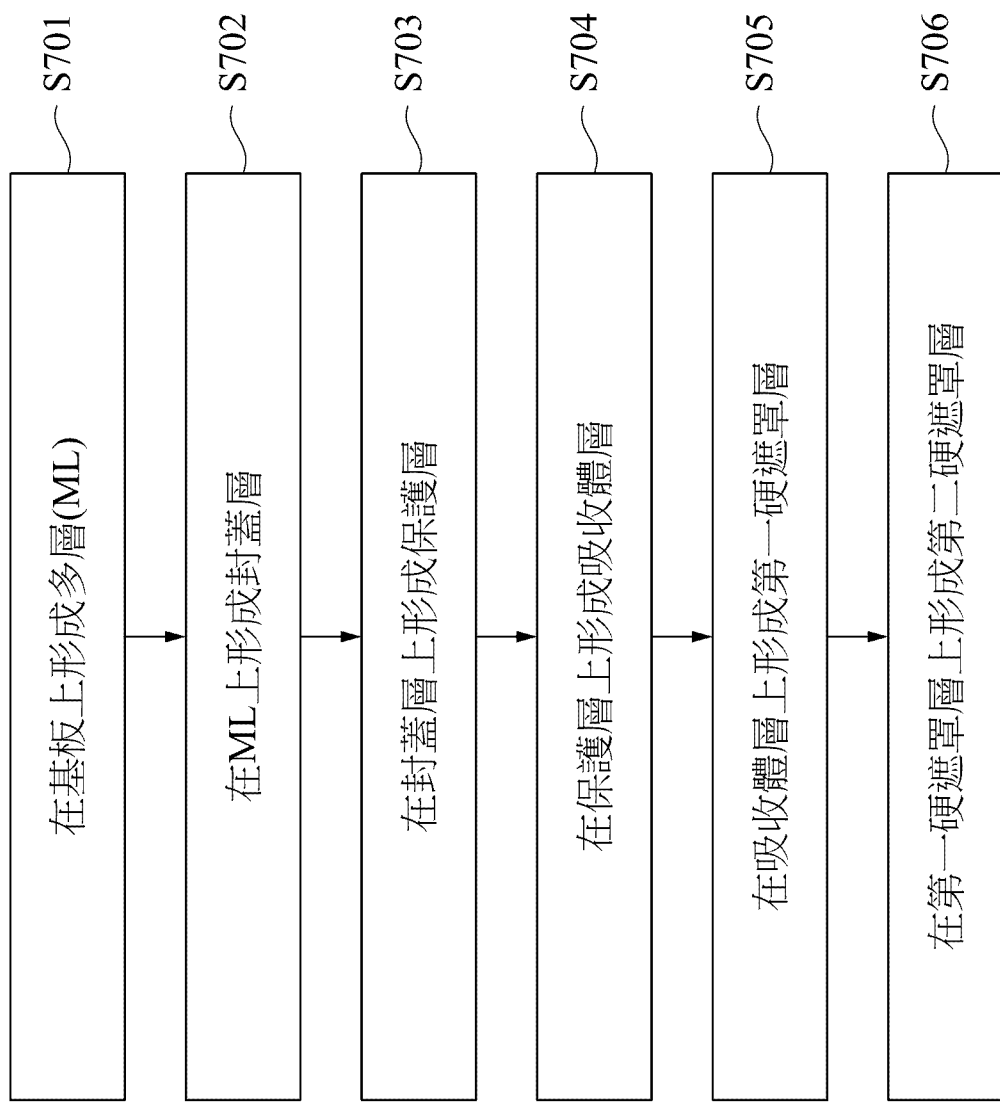 在基板上形成多層(ML)
S701
在ML上形成封蓋層
S702
在封蓋層上形成保護層
S703
在保護層上形成吸收體層
S704
在吸收體層上形成第一硬遮罩層
S705
在第一硬遮罩層上形成第二硬遮罩層
S706